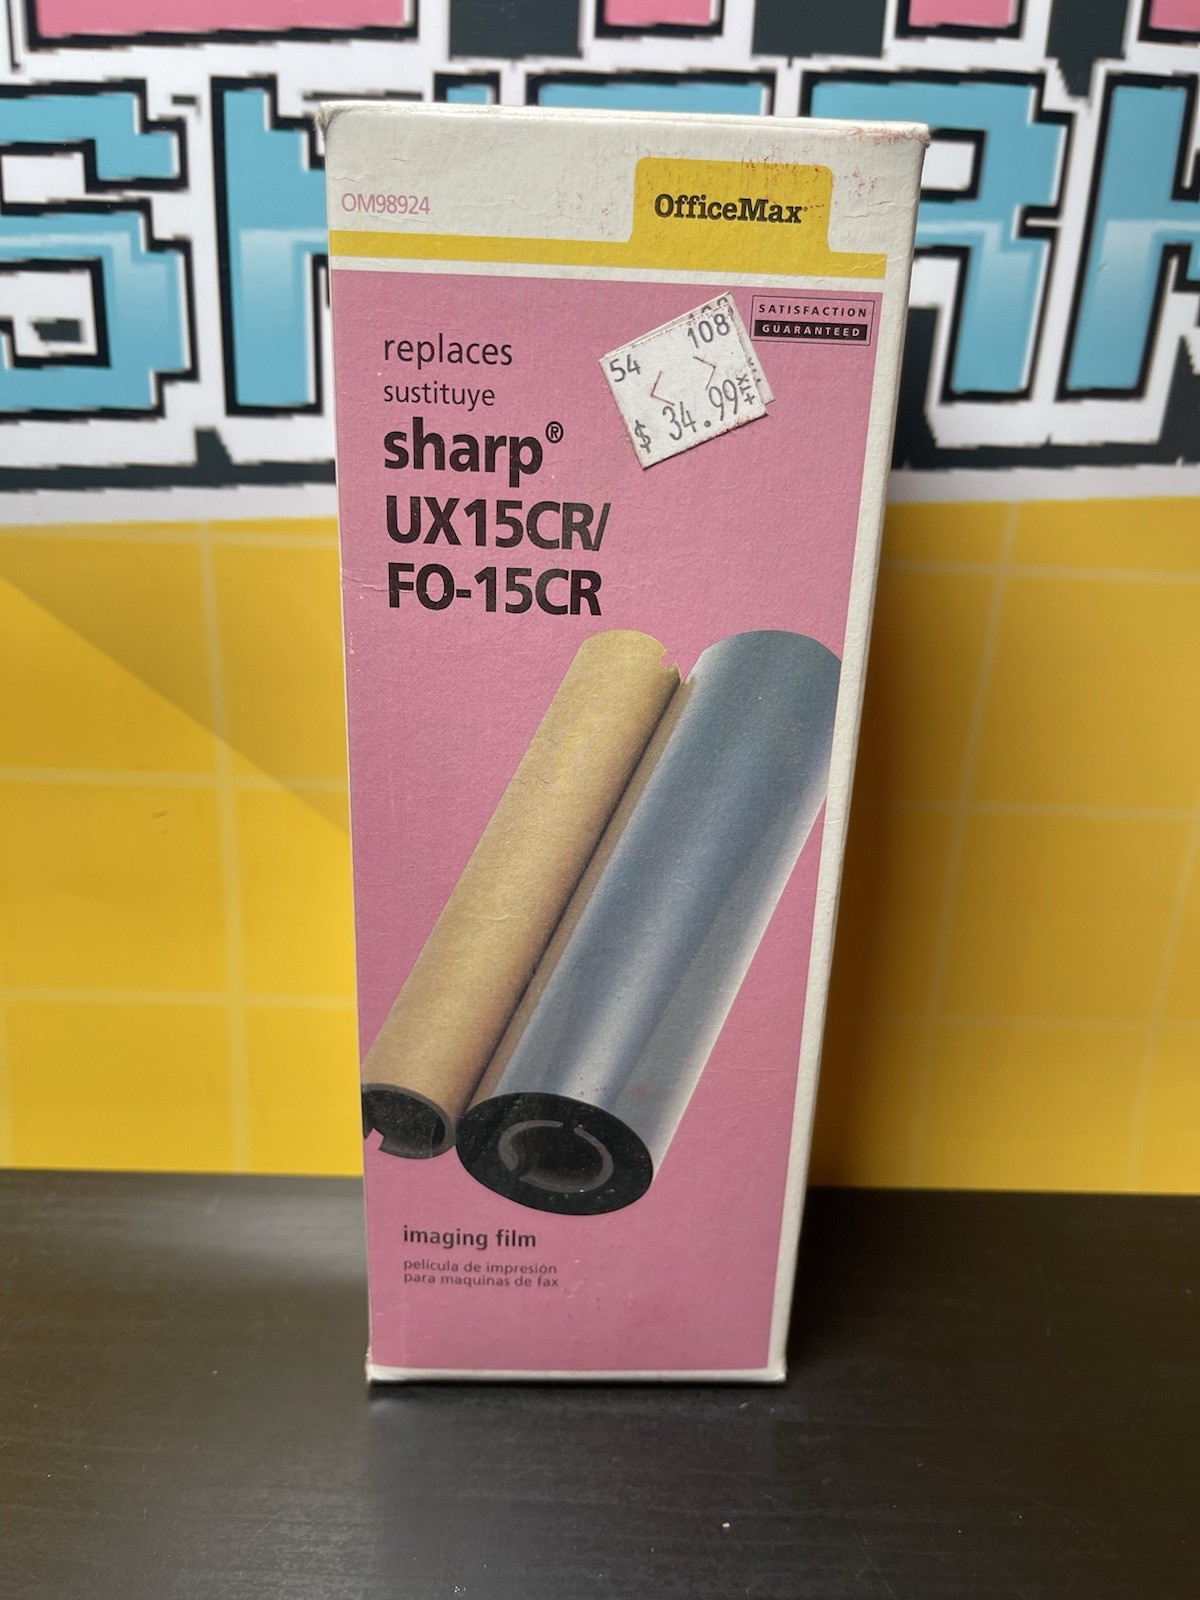 OM98924
OfficeMax
SATISFACTION
GUARANTEED
54 108
$ 34.99
replaces
sustituye
sharp®
UX15CR/
FO-15CR
imaging film
película de impresión
para maquinas de fax